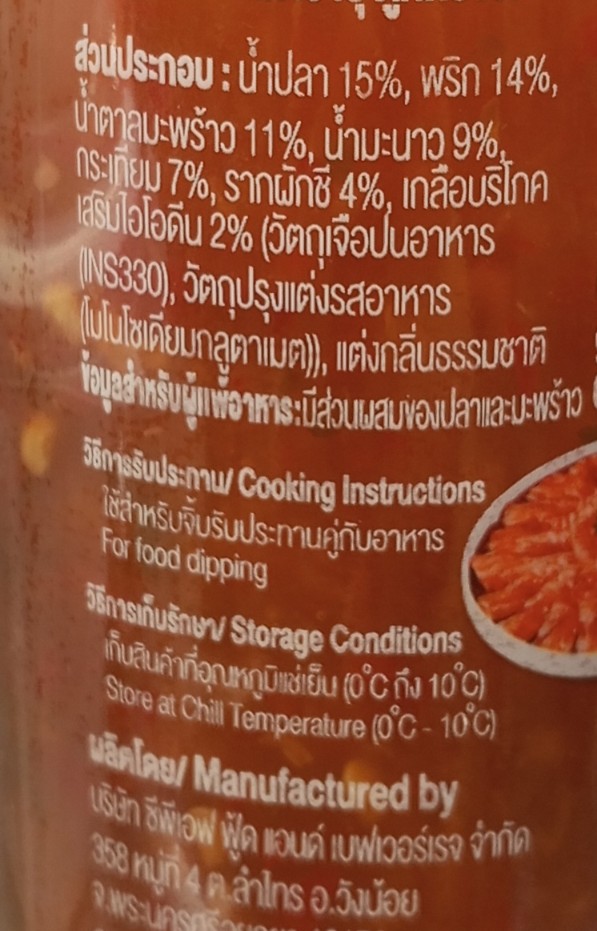 ส่วนประกอบ : น้ำปลา 15%, พริก 14%,
น้ำตาลมะพร้าว 11%, น้ำมะนาว 9%,
กระเทียม 7%, รากผักชี 4%, เกลือบริโภค
เสริมไอโอดีน 2% (วัตถุเจือปนอาหาร
(INS330), วัตถุปรุงแต่งรสอาหาร
(โมโนโซเดียมกลูตาเมต)), แต่งกลิ่นธรรมชาติ
ข้อมูลสำหรับผู้แพ้อาหาร:มีส่วนผสมของปลาและมะพร้าว
วิธีการรับประทาน/ Cooking Instructions
ใช้สำหรับจิ้มรับประทานคู่กับอาหาร
For food dipping
วิธีการเก็บรักษา/ Storage Conditions
เก็บสินค้าที่อุณหภูมิแช่เย็น (0°C ถึง 10°C)
Store at Chill Temperature (0°C - 10°C)
ผลิตโดย/ Manufactured by
บริษัท ซีพีเอฟ ฟู้ด แอนด์ เบฟเวอร์เรจ จำกัด
358 หมู่ที่ 4 ต.ลำไทร อ.วังน้อย